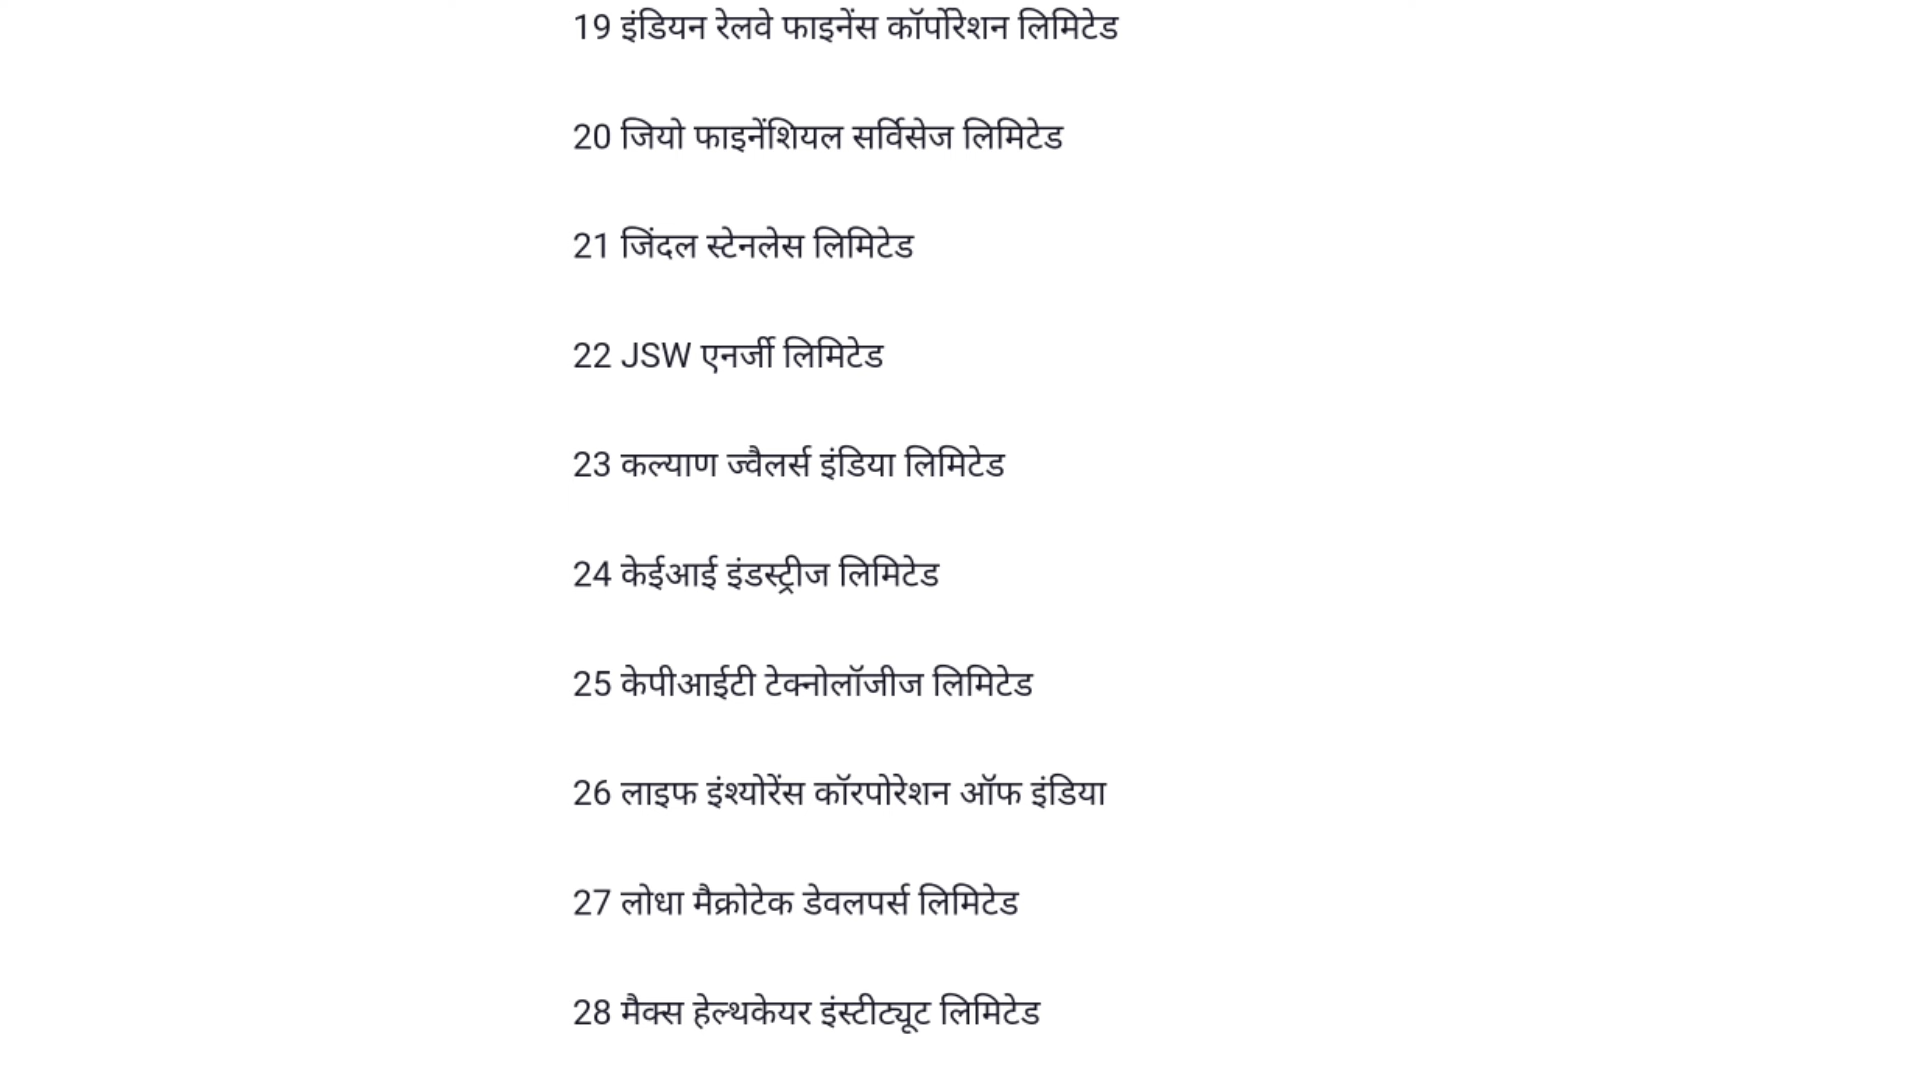 19 इंडियन रेलवे फाइनेंस कॉर्पोरेशन लिमिटेड
20 जियो फाइनेंशियल सर्विसेज लिमिटेड
21 जिंदल स्टेनलेस लिमिटेड
22 JSW एनर्जी लिमिटेड
23 कल्याण ज्वैलर्स इंडिया लिमिटेड
24 केईआई इंडस्ट्रीज लिमिटेड
25 केपीआईटी टेक्नोलॉजीज लिमिटेड
26 लाइफ इंश्योरेंस कॉरपोरेशन ऑफ इंडिया
27 लोधा मैक्रोटेक डेवलपर्स लिमिटेड
28 मैक्स हेल्थकेयर इंस्टीट्यूट लिमिटेड